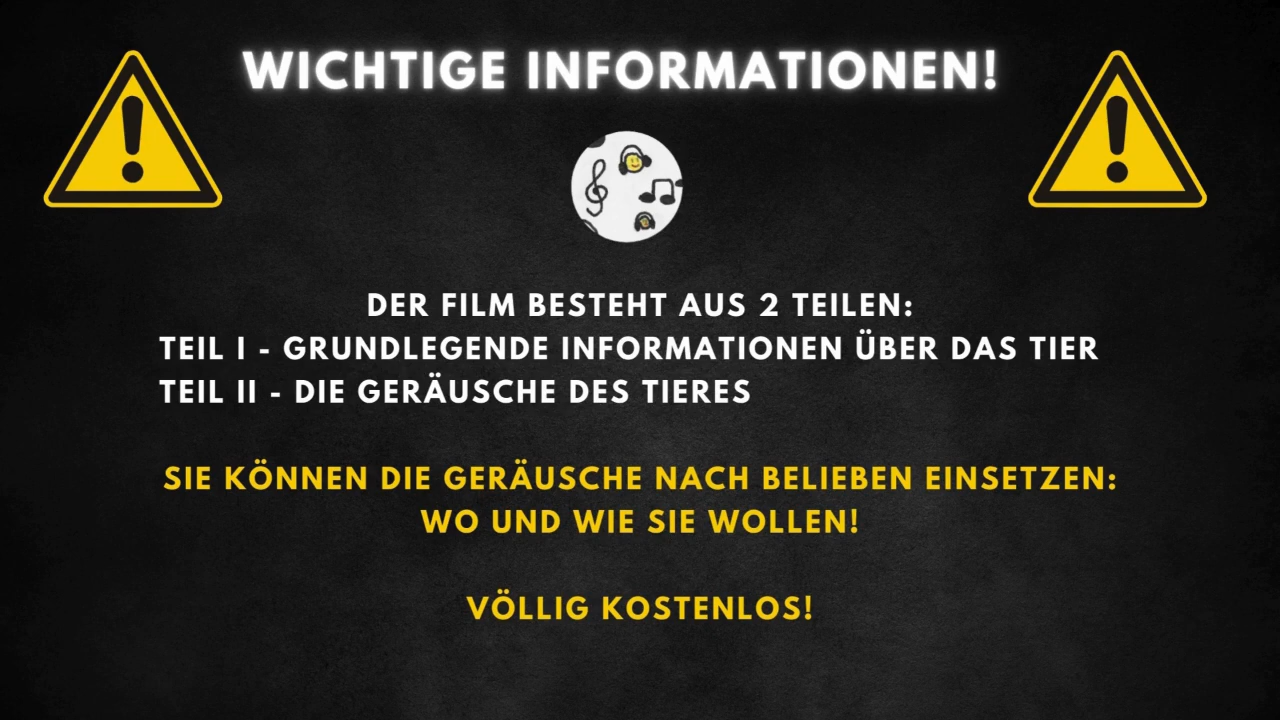 WICHTIGE INFORMATIONEN!
DER FILM BESTEHT AUS 2 TEILEN:
TEIL I - GRUNDLEGENDE INFORMATIONEN ÜBER DAS TIER
TEIL II - DIE GERÄUSCHE DES TIERES
SIE KÖNNEN DIE GERÄUSCHE NACH BELIEBEN EINSETZEN:
WO UND WIE SIE WOLLEN!
VÖLLIG KOSTENLOS!